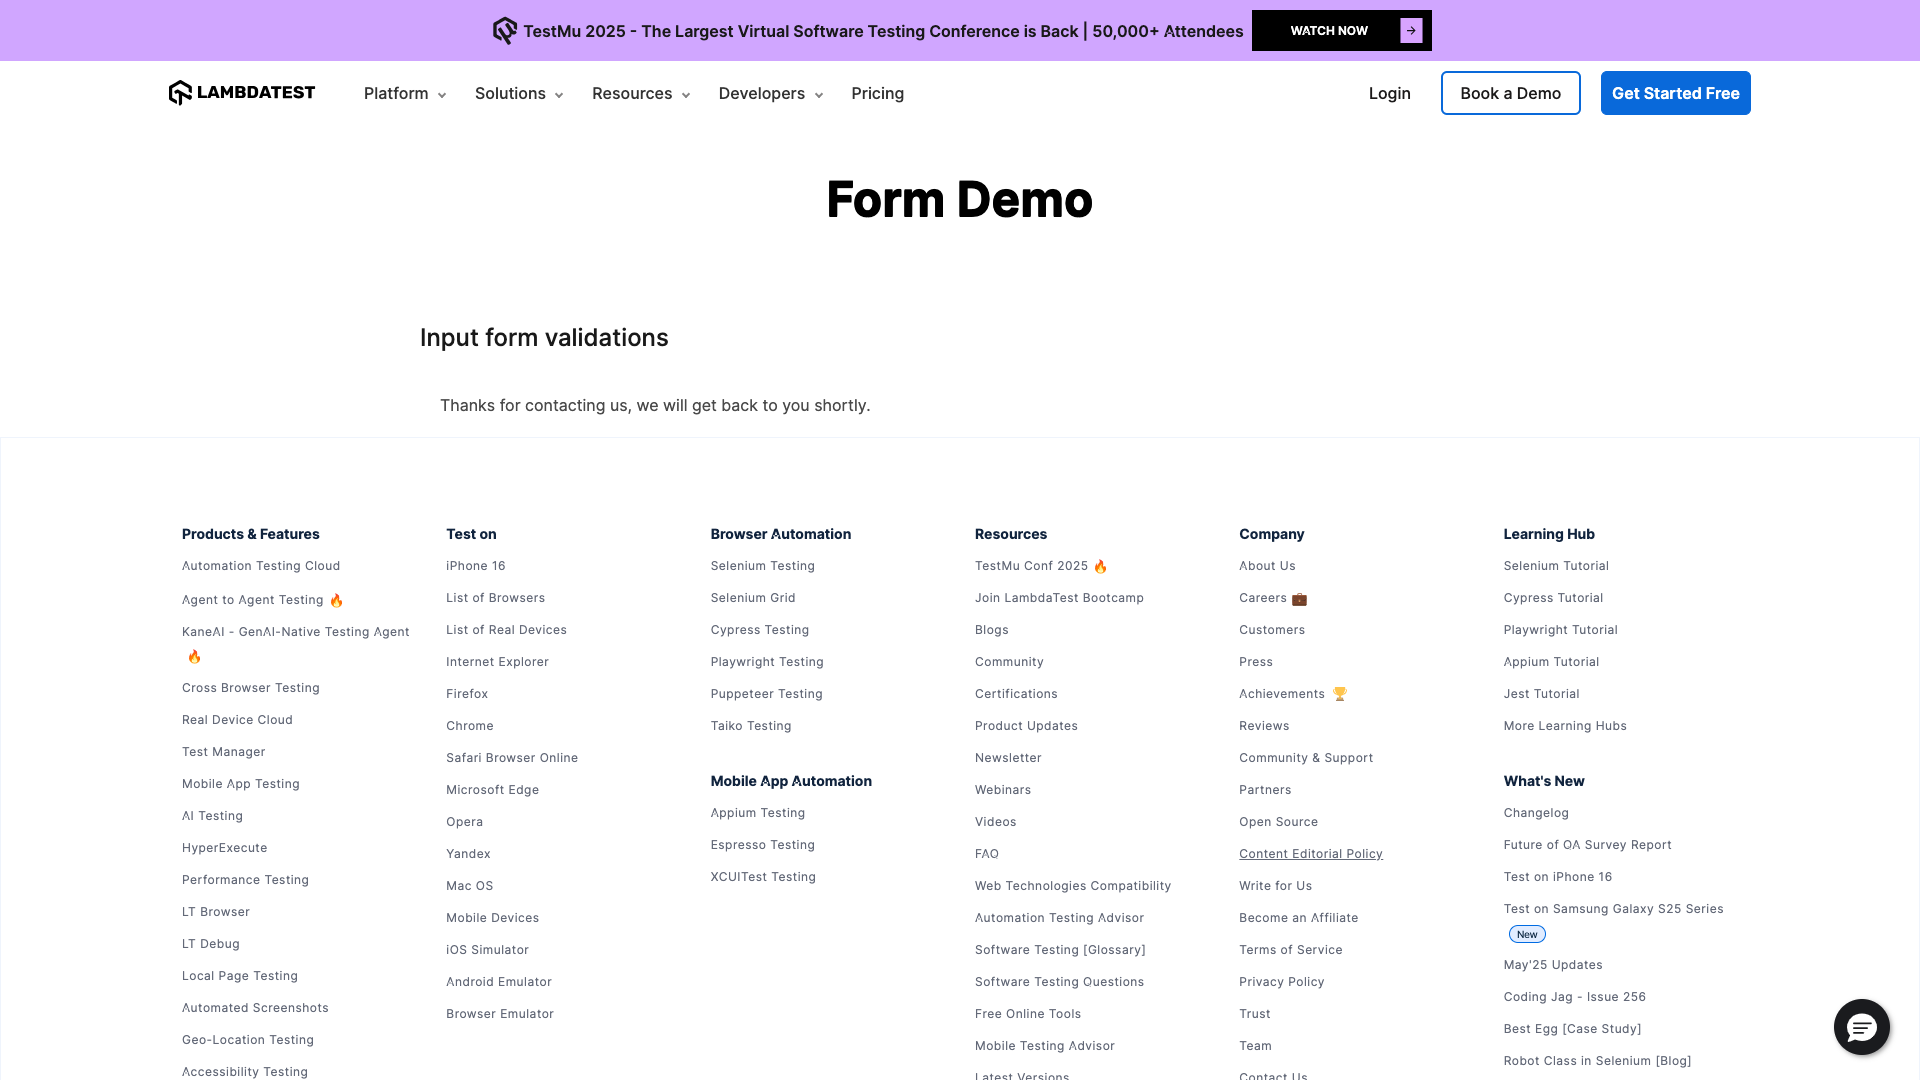 TestMu 2025 - The Largest Virtual Software Testing Conference is Back | 50,000+ Attendees
WATCH NOW
LAMBDATEST
Platform
Solutions
Resources
Developers
Pricing
Login
Book a Demo
Get Started Free
Form Demo
Input form validations
Thanks for contacting us, we will get back to you shortly.
Products & Features
Automation Testing Cloud
Agent to Agent Testing 🔥
KaneAI - GenAI-Native Testing Agent
🔥
Cross Browser Testing
Real Device Cloud
Test Manager
Mobile App Testing
AI Testing
HyperExecute
Performance Testing
LT Browser
LT Debug
Local Page Testing
Automated Screenshots
Geo-Location Testing
Accessibility Testing
Test on
iPhone 16
List of Browsers
List of Real Devices
Internet Explorer
Firefox
Chrome
Safari Browser Online
Microsoft Edge
Opera
Yandex
Mac OS
Mobile Devices
iOS Simulator
Android Emulator
Browser Emulator
Browser Automation
Selenium Testing
Selenium Grid
Cypress Testing
Playwright Testing
Puppeteer Testing
Taiko Testing
Mobile App Automation
Appium Testing
Espresso Testing
XCUITest Testing
Resources
TestMu Conf 2025 🔥
Join LambdaTest Bootcamp
Blogs
Community
Certifications
Product Updates
Newsletter
Webinars
Videos
FAQ
Web Technologies Compatibility
Automation Testing Advisor
Software Testing [Glossary]
Software Testing Questions
Free Online Tools
Mobile Testing Advisor
Latest Versions
Company
About Us
Careers 💼
Customers
Press
Achievements 🏆
Reviews
Community & Support
Partners
Open Source
Content Editorial Policy
Write for Us
Become an Affiliate
Terms of Service
Privacy Policy
Trust
Team
Contact Us
Learning Hub
Selenium Tutorial
Cypress Tutorial
Playwright Tutorial
Appium Tutorial
Jest Tutorial
More Learning Hubs
What's New
Changelog
Future of QA Survey Report
Test on iPhone 16
Test on Samsung Galaxy S25 Series
New
May'25 Updates
Coding Jag - Issue 256
Best Egg [Case Study]
Robot Class in Selenium [Blog]